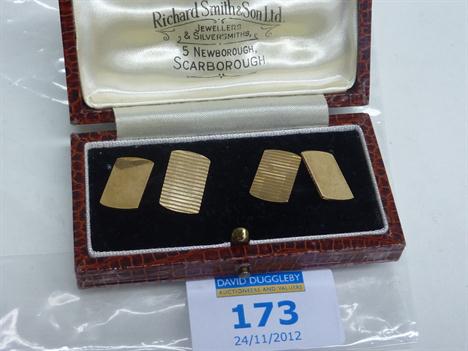 Richard Smith & Son Ltd.
JEWELLERS
& SILVERSMITHS,
5 NEWBOROUGH,
SCARBOROUGH
DAVID DUGGLEBY
AUCTIONEERS AND VALUERS
173
24/11/2012